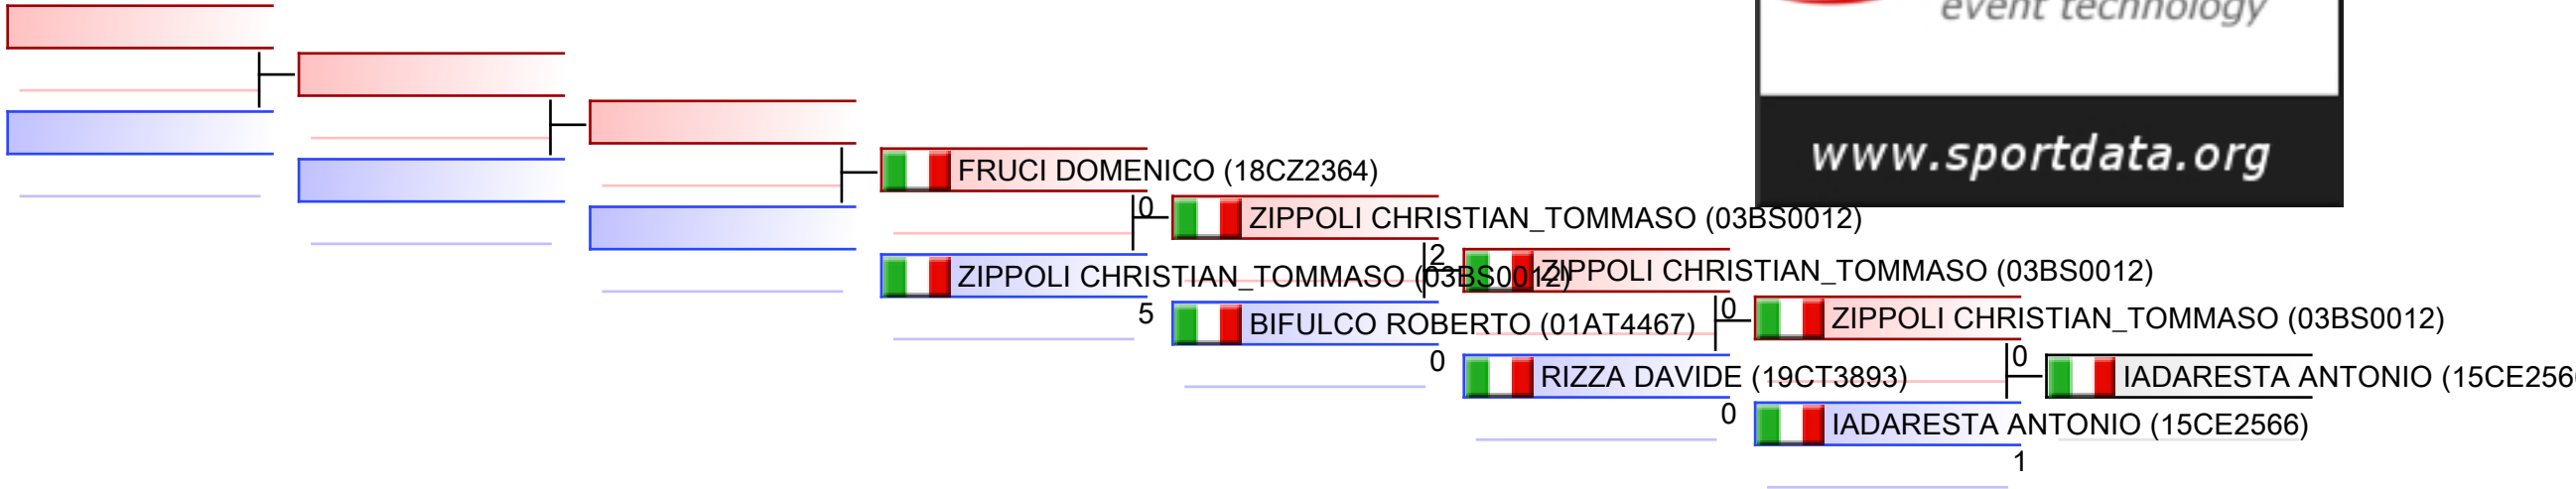 event technology
www.sportdata.org
FRUCI DOMENICO (18CZ2364)
0
ZIPPOLI CHRISTIAN_TOMMASO (03BS0012)
2
ZIPPOLI CHRISTIAN_TOMMASO (03BS0012)
ZIPPOLI CHRISTIAN_TOMMASO (03BS0012)
5
BIFULCO ROBERTO (01AT4467)
0
0
ZIPPOLI CHRISTIAN_TOMMASO (03BS0012)
0
RIZZA DAVIDE (19CT3893)
IADARESTA ANTONIO (15CE256
0
IADARESTA ANTONIO (15CE2566)
1